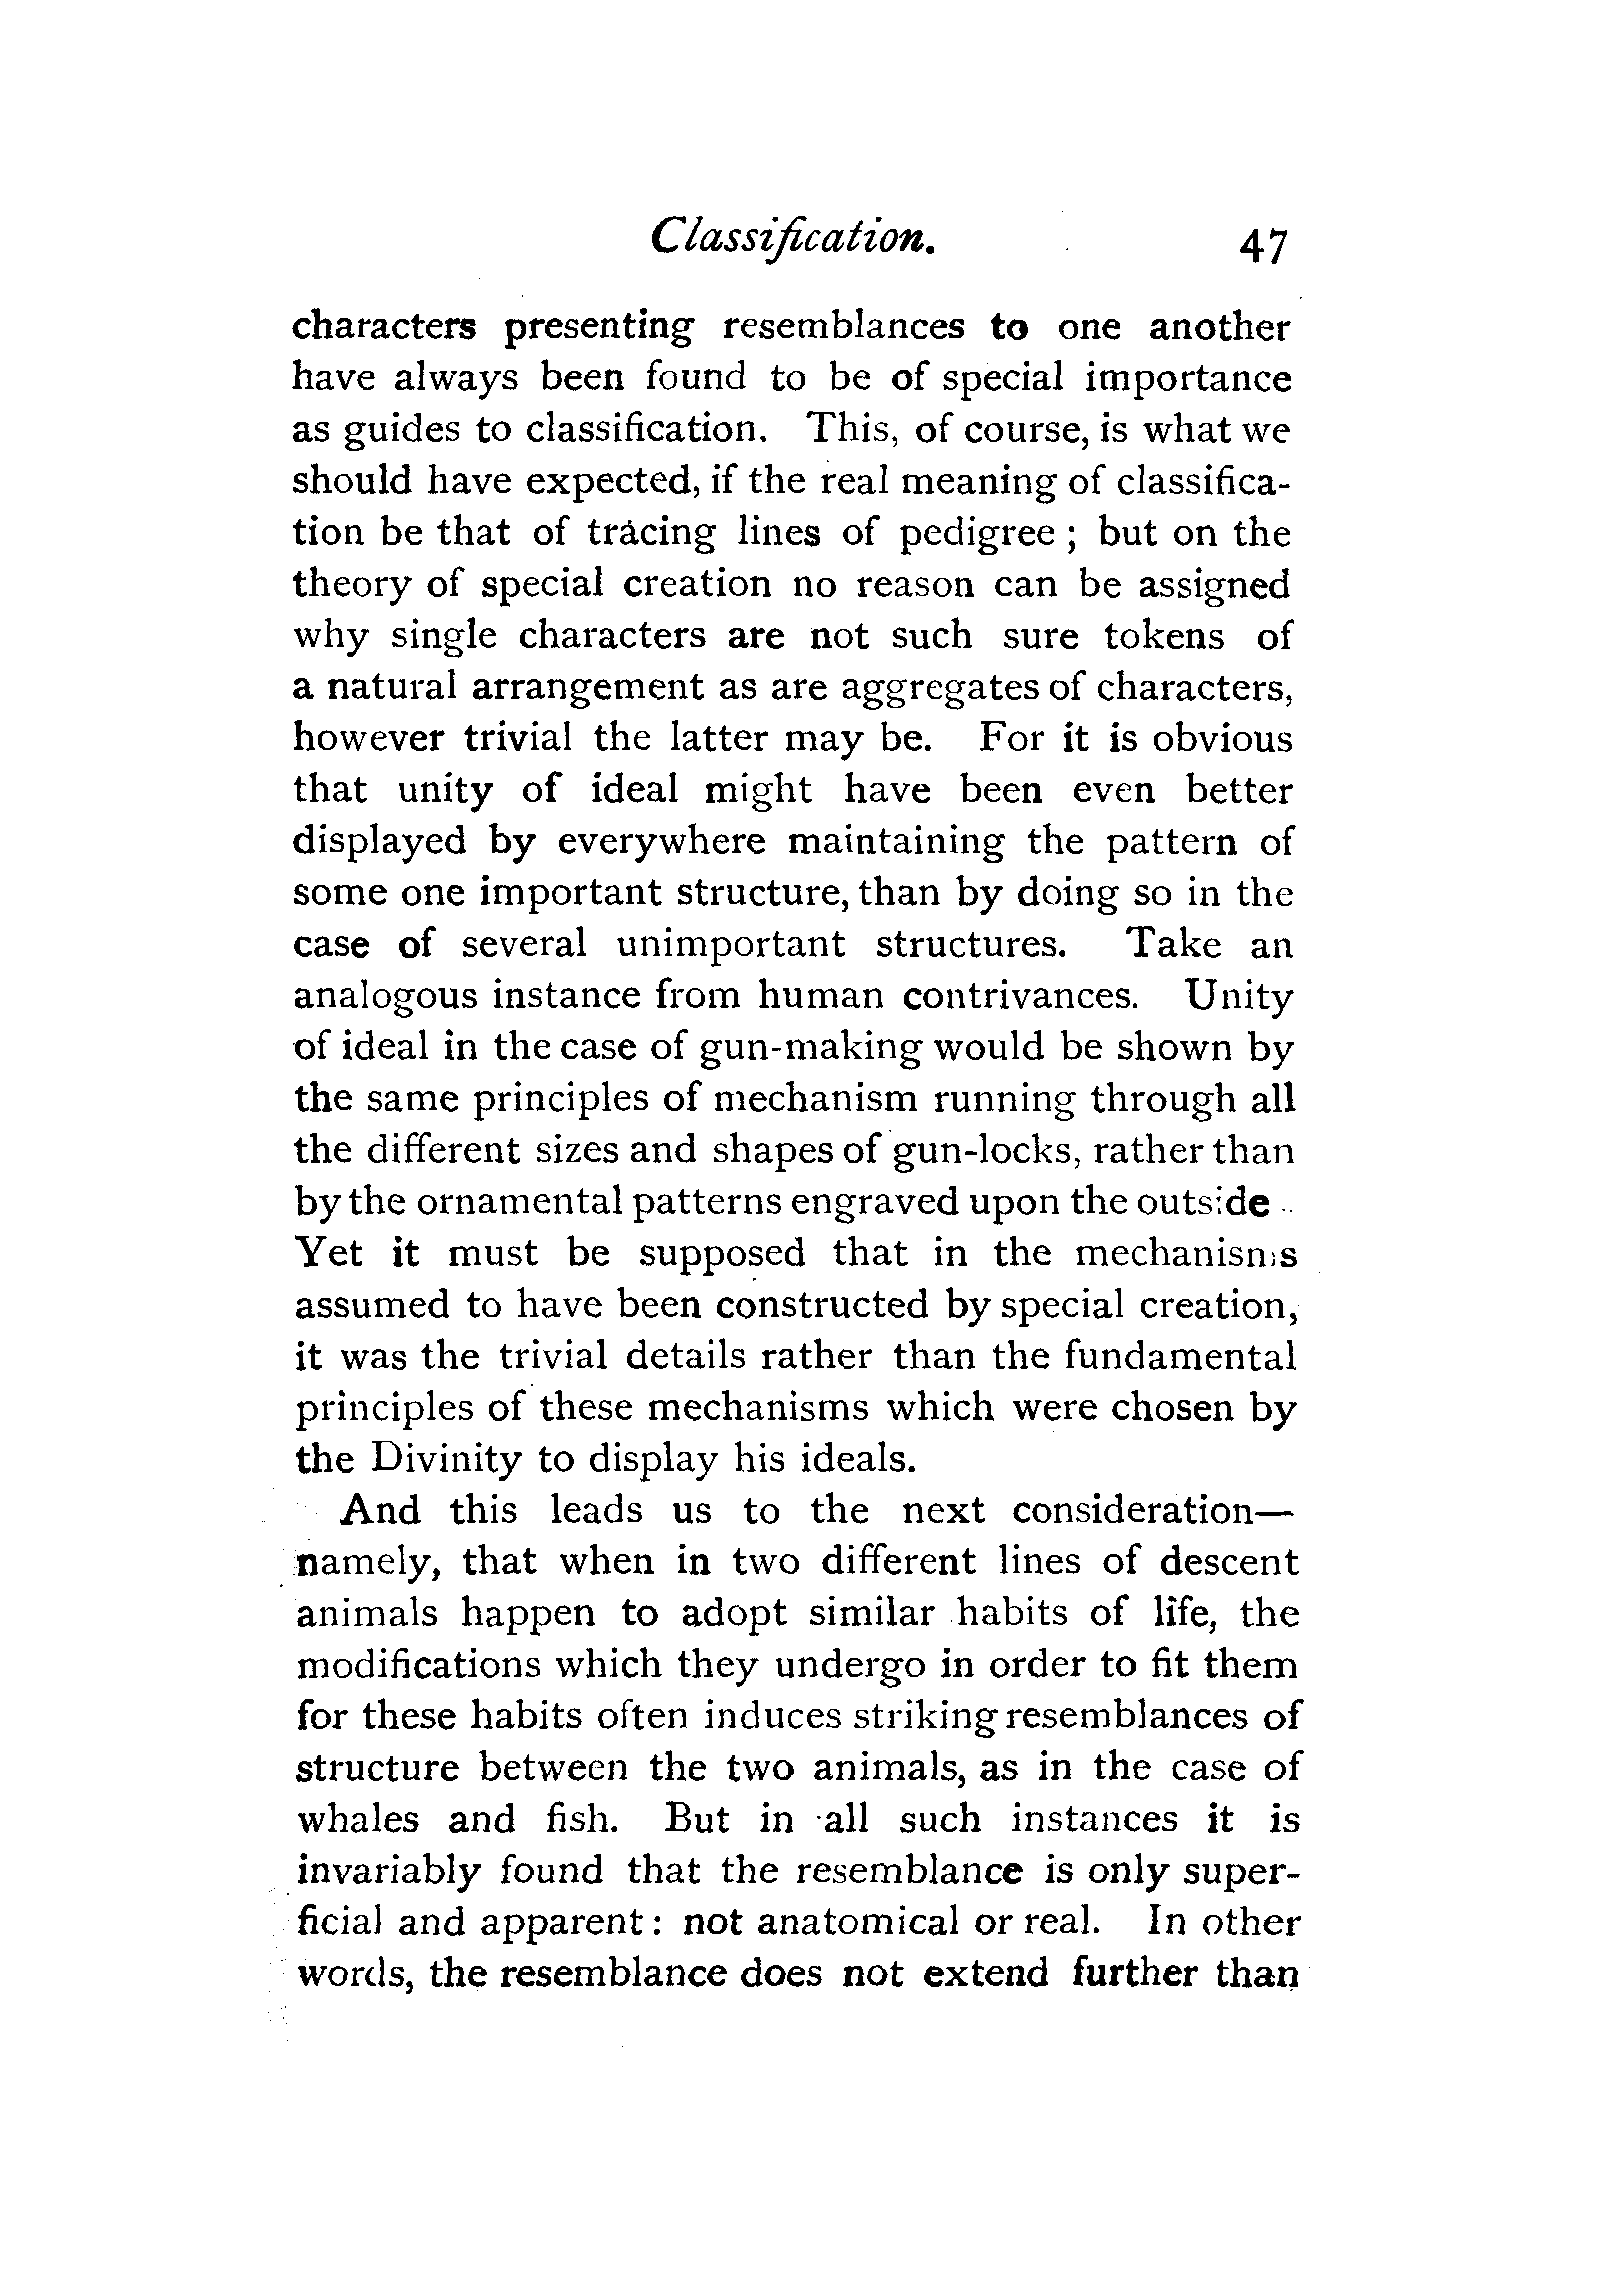 Classification. 47
characters presenting resemblances to one another
have always been found to be of special importance
as guides to classification. This, of course, is what we
should have expected, if the real meaning of classifica-
tion be that of tracing lines of pedigree ; but on the
theory of special creation no reason can be assigned
why single characters are not such sure tokens of
a natural arrangement as are aggregates of characters,
however trivial the latter may be. For it is obvious
that unity of ideal might have been even better
displayed by everywhere maintaining the pattern of
some one important structure, than by doing so in the
case of several unimportant structures. Take an
analogous instance from human contrivances. Unity
of ideal in the case of gun-making would be shown by
the same principles of mechanism running through all
the different sizes and shapes of gun-locks, rather than
by the ornamental patterns engraved upon the outside
Yet it must be supposed that in the mechanisms
assumed to have been constructed by special creation,
it was the trivial details rather than the fundamental
principles of these mechanisms which were chosen by
the Divinity to display his ideals.
And this leads us to the next consideration—
namely, that when in two different lines of descent
animals happen to adopt similar habits of life, the
modifications which they undergo in order to fit them
for these habits often induces striking resemblances of
structure between the two animals, as in the case of
whales and fish. But in all such instances it is
invariably found that the resemblance is only super-
ficial and apparent : not anatomical or real. In other
words, the resemblance does not extend further than